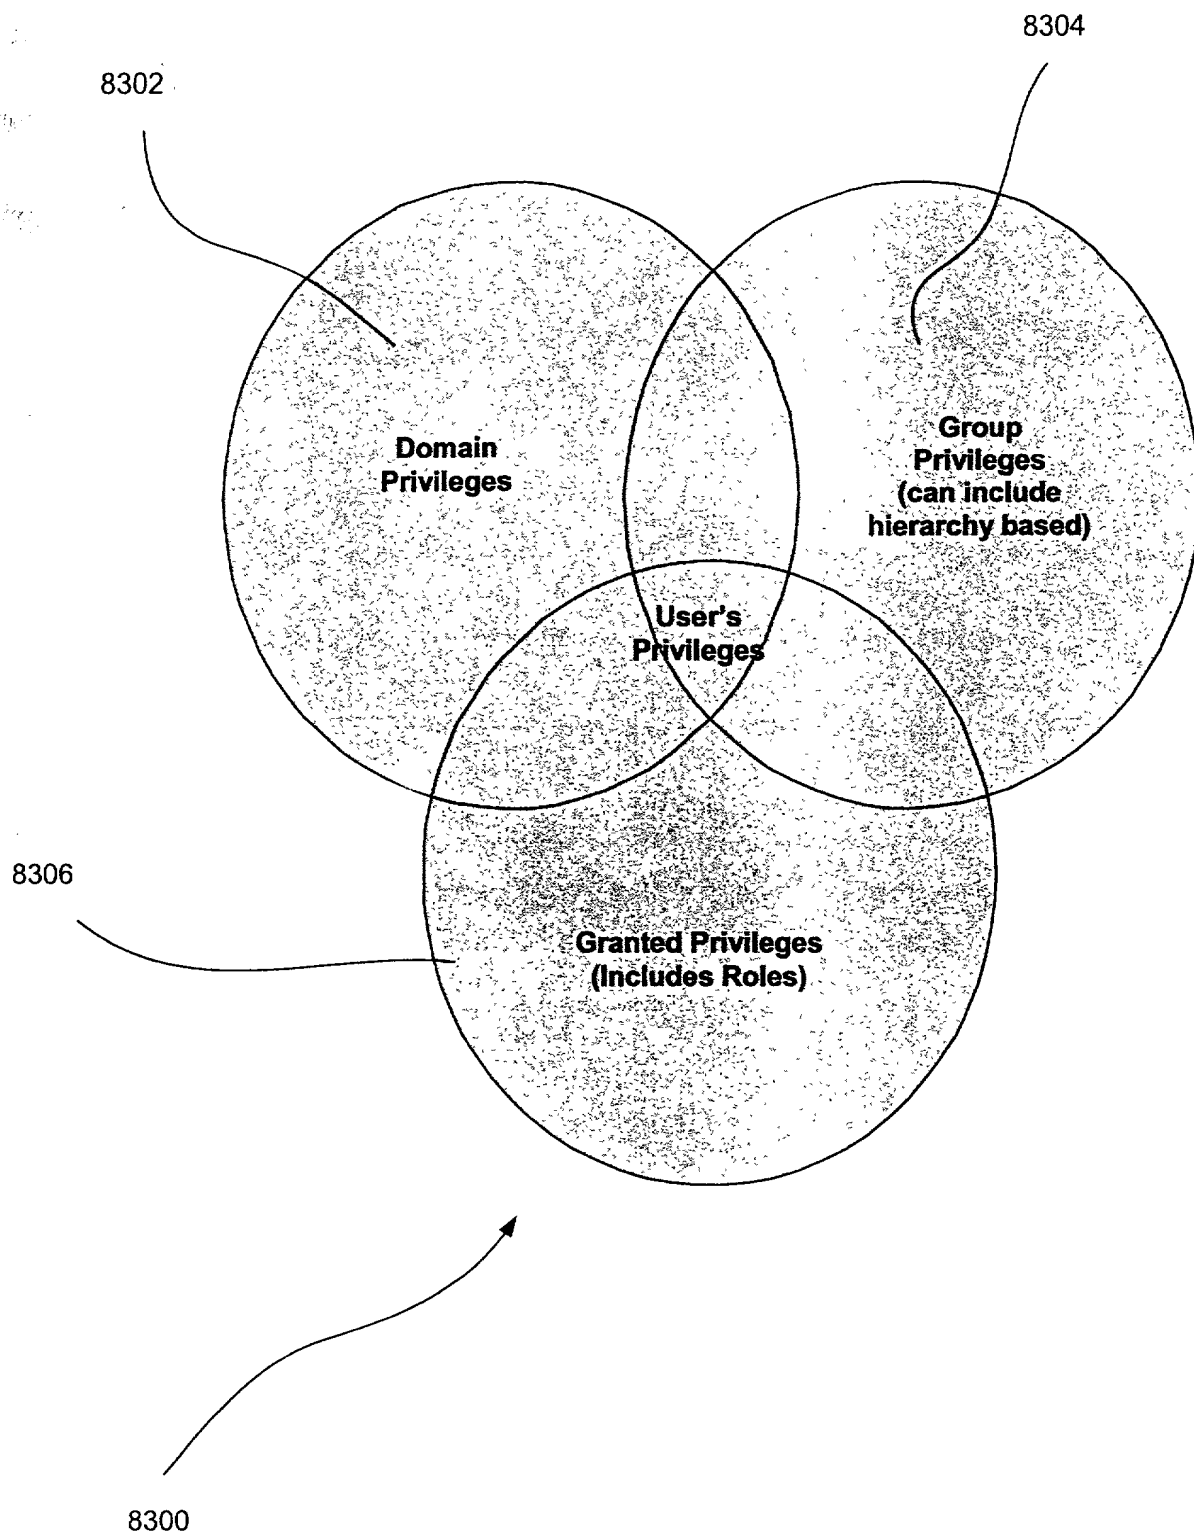 8304
8302
Domain
Privileges
Group
Privileges
(can include
hierarchy based)
User's
Privileges
8306
Granted Privileges
(Includes Roles)
8300